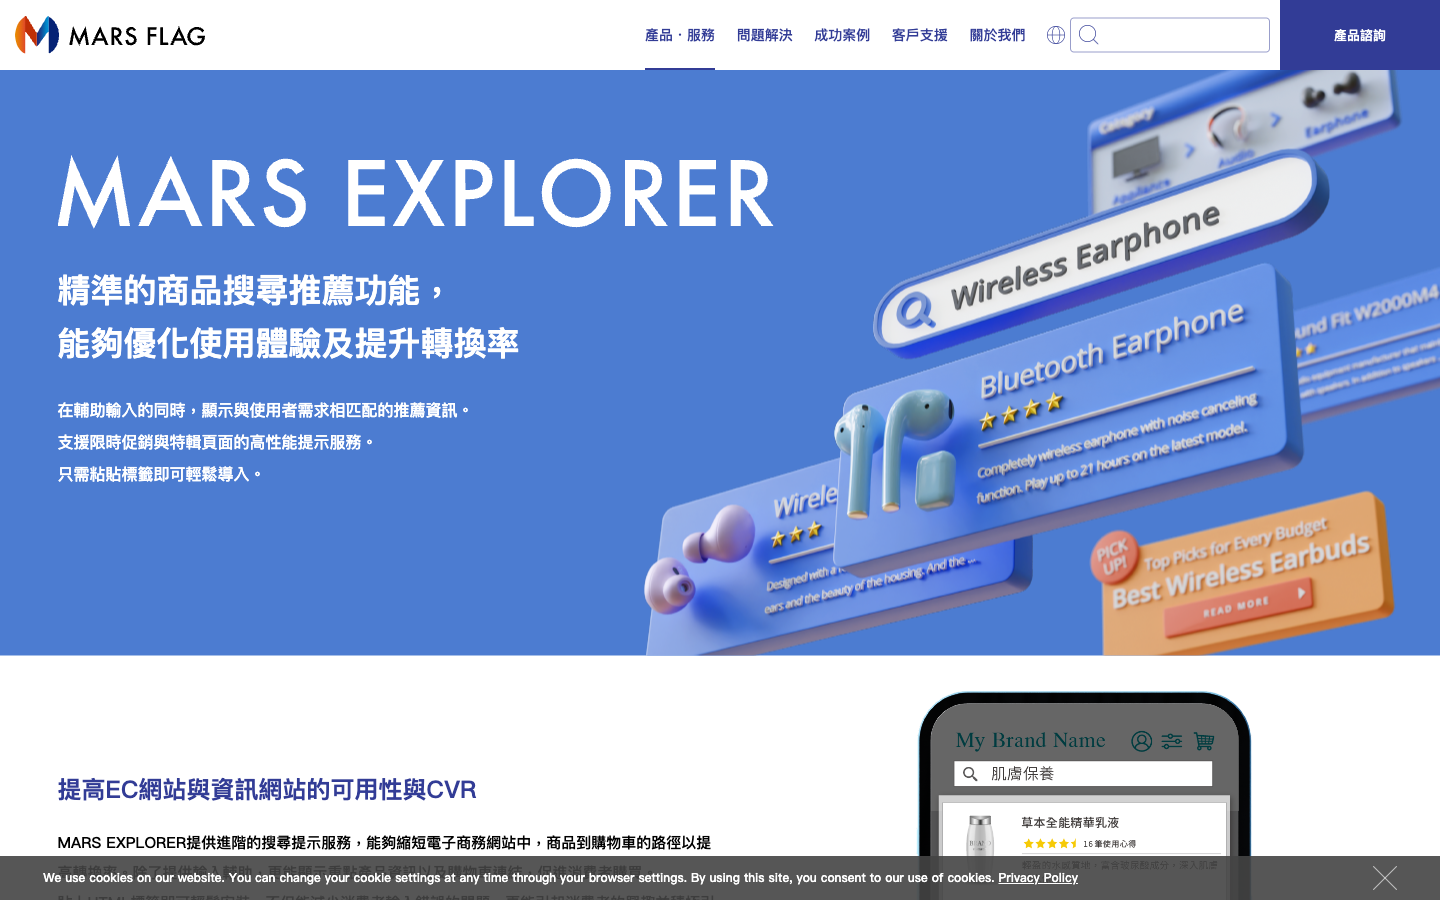 MARS FLAG
產品・服務
問題解決
成功案例
客戶支援
關於我們
產品諮詢
MARS EXPLORER
精準的商品搜尋推薦功能，
能夠優化使用體驗及提升轉換率
在輔助輸入的同時，顯示與使用者需求相匹配的推薦資訊。
支援限時促銷與特輯頁面的高性能提示服務。
只需粘貼標籤即可輕鬆導入。
Category
Appliance
Audio
Earphone
Wireless Earphone
Bluetooth Earphone
Completely wireless earphone with noise canceling
function. Play up to 21 hours on the latest model.
und Fit W2000M4
Wirele
Designed with a
ears and the beauty of the housing. And the ...
PICK UP!
Top Picks for Every Budget
Best Wireless Earbuds
READ MORE
提高EC網站與資訊網站的可用性與CVR
MARS EXPLORER提供進階的搜尋提示服務，能夠縮短電子商務網站中，商品到購物車的路徑以提
My Brand Name
肌膚保養
草本全能精華乳液
16 筆使用心得
We use cookies on our website. You can change your cookie settings at any time through your browser settings. By using this site, you consent to our use of cookies. Privacy Policy